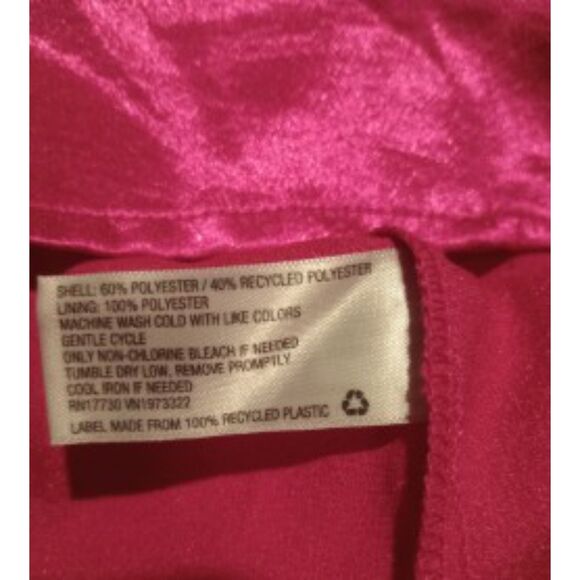 SHELL: 60% POLYESTER / 40% RECYCLED POLYESTER
LINING: 100% POLYESTER
MACHINE WASH COLD WITH LIKE COLORS
GENTLE CYCLE
ONLY NON-CHLORINE BLEACH IF NEEDED
TUMBLE DRY LOW, REMOVE PROMPTLY
COOL IRON IF NEEDED
RN17730 VN1973322
LABEL MADE FROM 100% RECYCLED PLASTIC